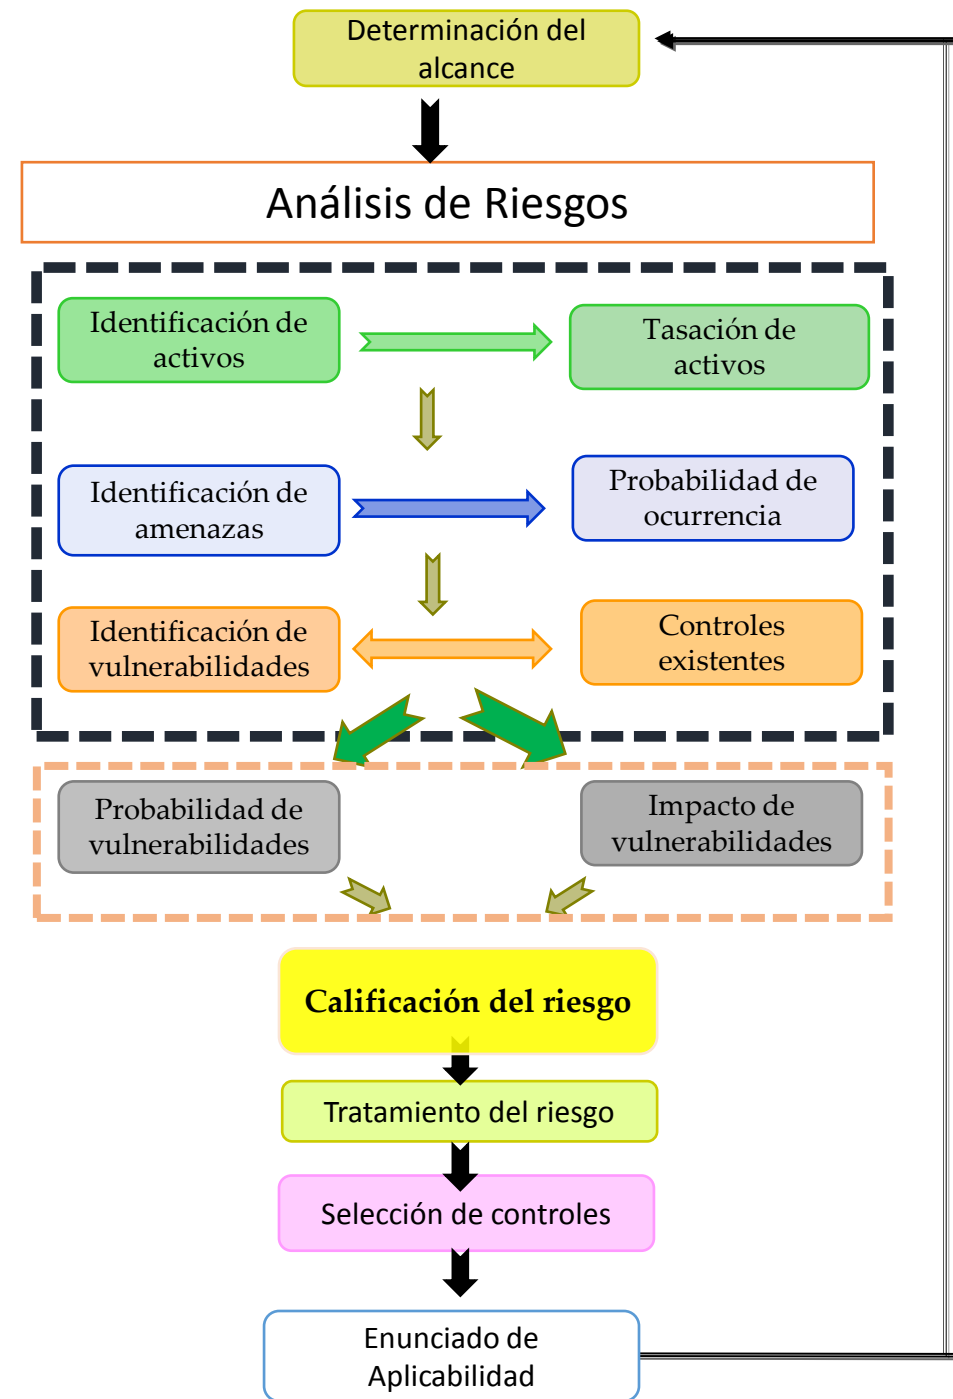 Determinación del
alcance
Análisis de Riesgos
Identificación de
activos
Tasación de
activos
Identificación de
amenazas
Probabilidad de
ocurrencia
Identificación de
vulnerabilidades
Controles
existentes
Probabilidad de
vulnerabilidades
Impacto de
vulnerabilidades
Calificación del riesgo
Tratamiento del riesgo
Selección de controles
Enunciado de
Aplicabilidad